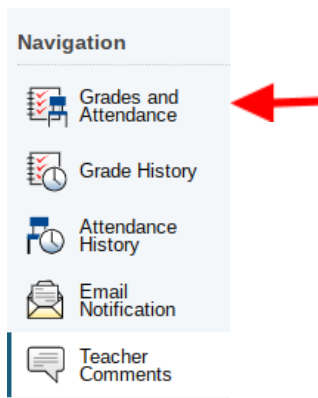 Navigation
Grades and
Attendance
Grade History
Attendance
History
Email
Notification
Teacher
Comments